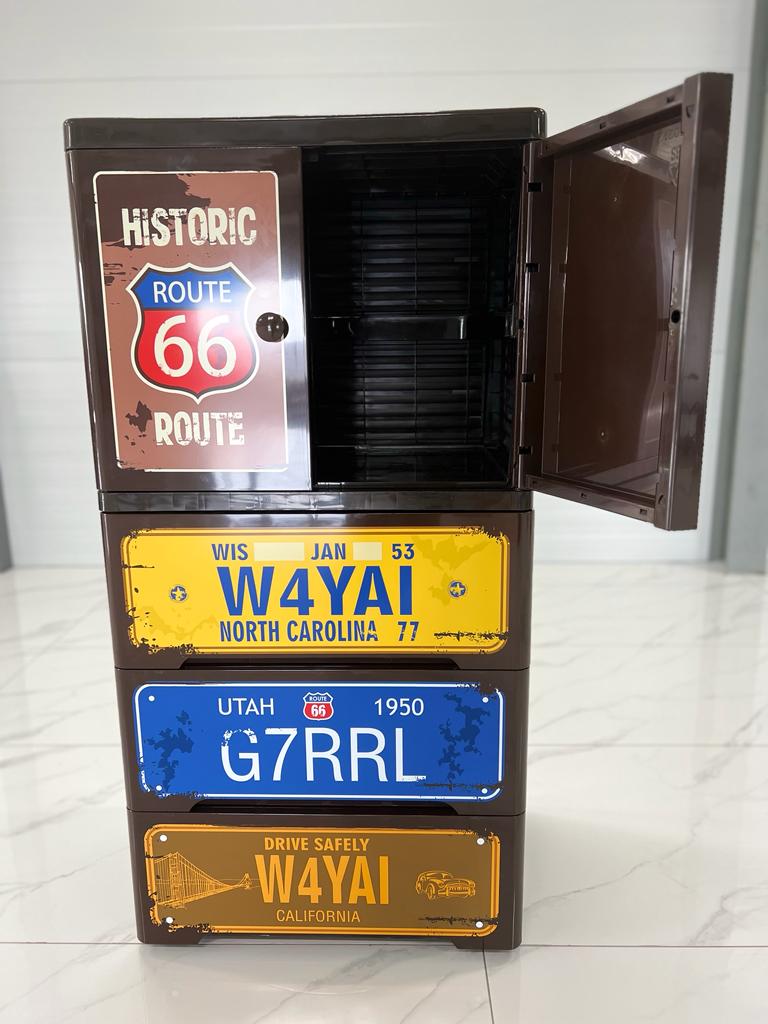 HISTORIC
ROUTE
66
ROUTE
WIS JAN 53
W4YAI
NORTH CAROLINA 77
UTAH ROUTE 66 1950
G7RRL
DRIVE SAFELY
W4YAI
CALIFORNIA